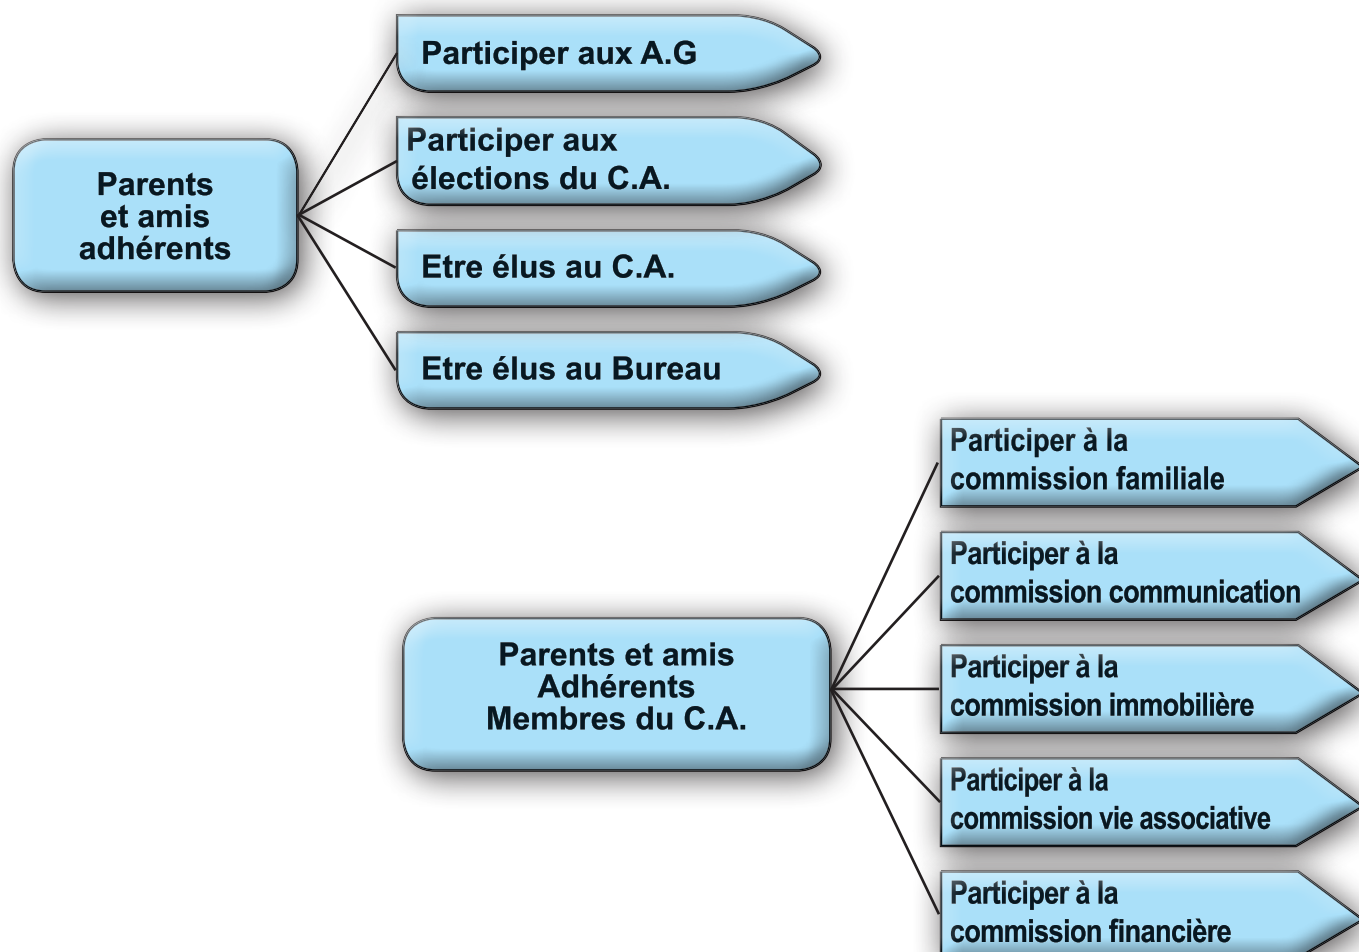 Participer aux A.G
Participer aux
élections du C.A.
Parents
et amis
adhérents
Etre élus au C.A.
Etre élus au Bureau
Participer à la
commission familiale
Participer à la
commission communication
Parents et amis
Adhérents
Membres du C.A.
Participer à la
commission immobilière
Participer à la
commission vie associative
Participer à la
commission financière